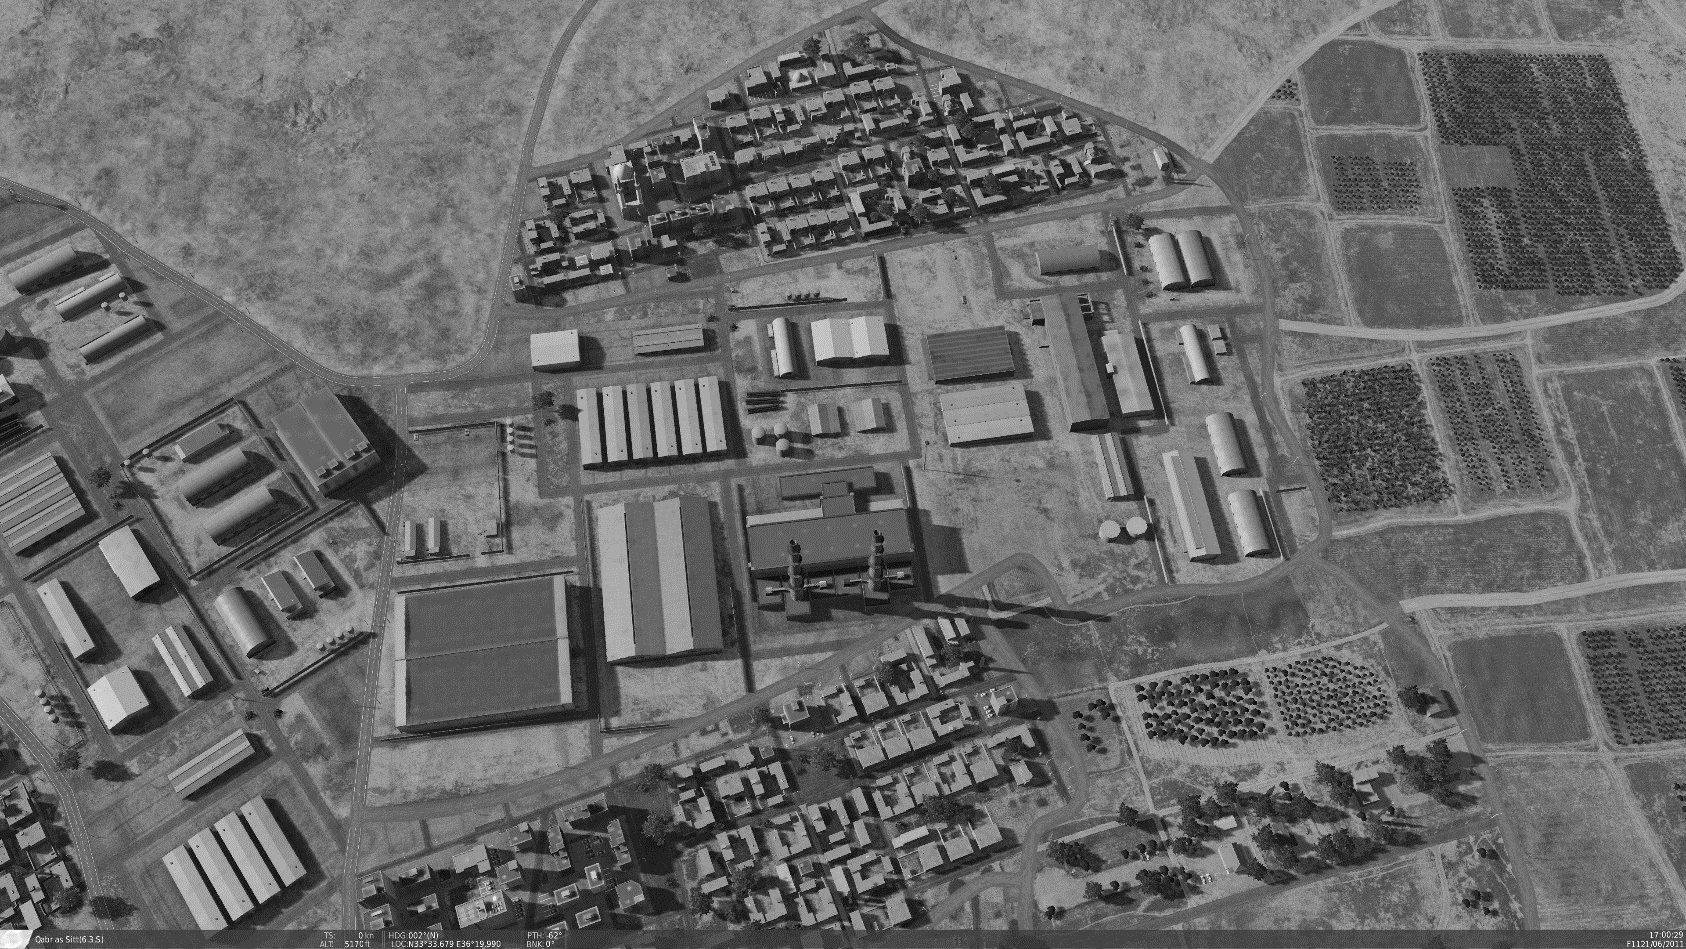 Qabr as Sitt(6.3,S)
TS: 0 kn
ALT: 5170 ft
HDG:002°(N)
LOC:N33°33.679 E36°19,990
PTH:-62°
BNK: 0°
17:00:29
F1121/06/2011